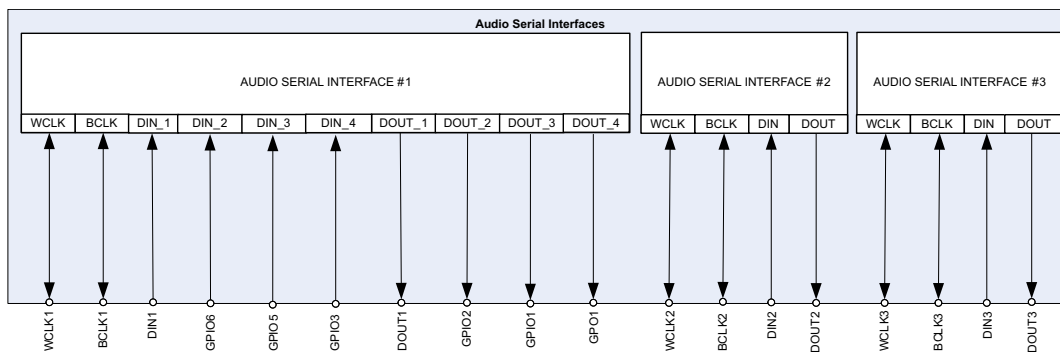 Audio Serial Interfaces
AUDIO SERIAL INTERFACE #1
AUDIO SERIAL INTERFACE #2
AUDIO SERIAL INTERFACE #3
WCLK
BCLK
DIN_1
DIN_2
DIN_3
DIN_4
DOUT_1
DOUT_2
DOUT_3
DOUT_4
WCLK
BCLK
DIN
DOUT
WCLK
BCLK
DIN
DOUT
WCLK1
BCLK1
DIN1
GPIO6
GPIO5
GPIO3
DOUT1
GPIO2
GPIO1
GPO1
WCLK2
BCLK2
DIN2
DOUT2
WCLK3
BCLK3
DIN3
DOUT3